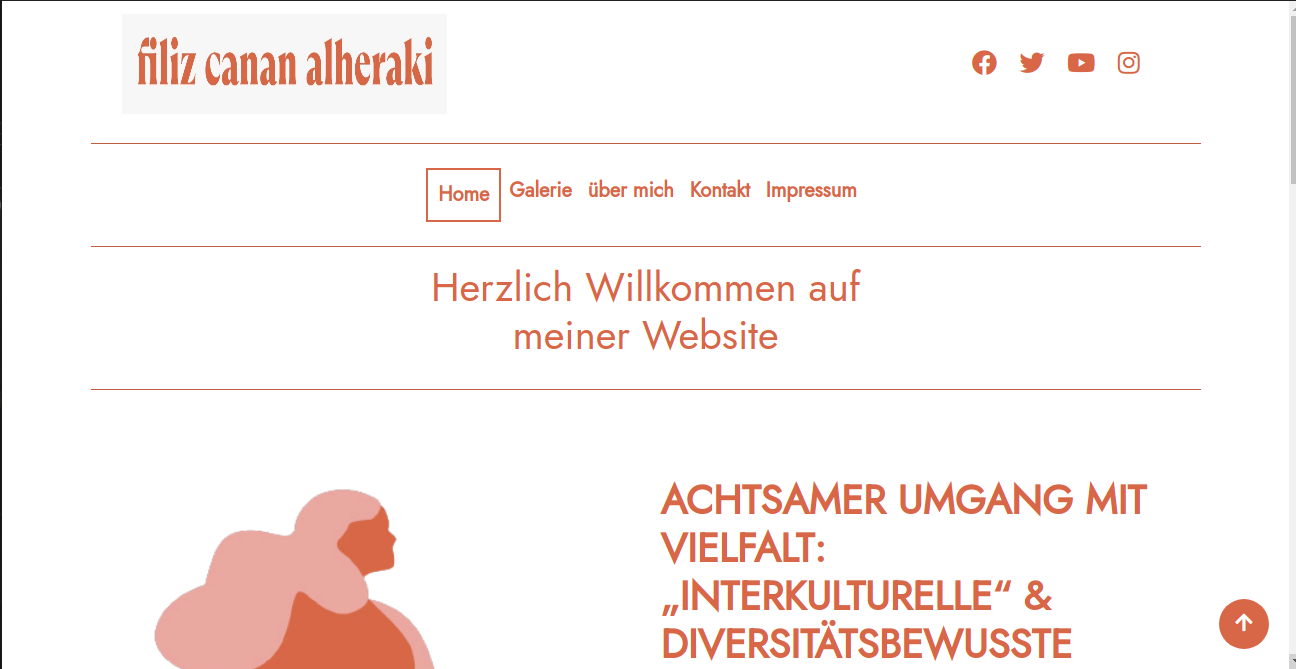 filiz canan alheraki
Home Galerie über mich Kontakt Impressum
Herzlich Willkommen auf
meiner Website
ACHTSAMER UMGANG MIT
VIELFALT:
„INTERKULTURELLE“ &
DIVERSITÄTSBEWUSSTE